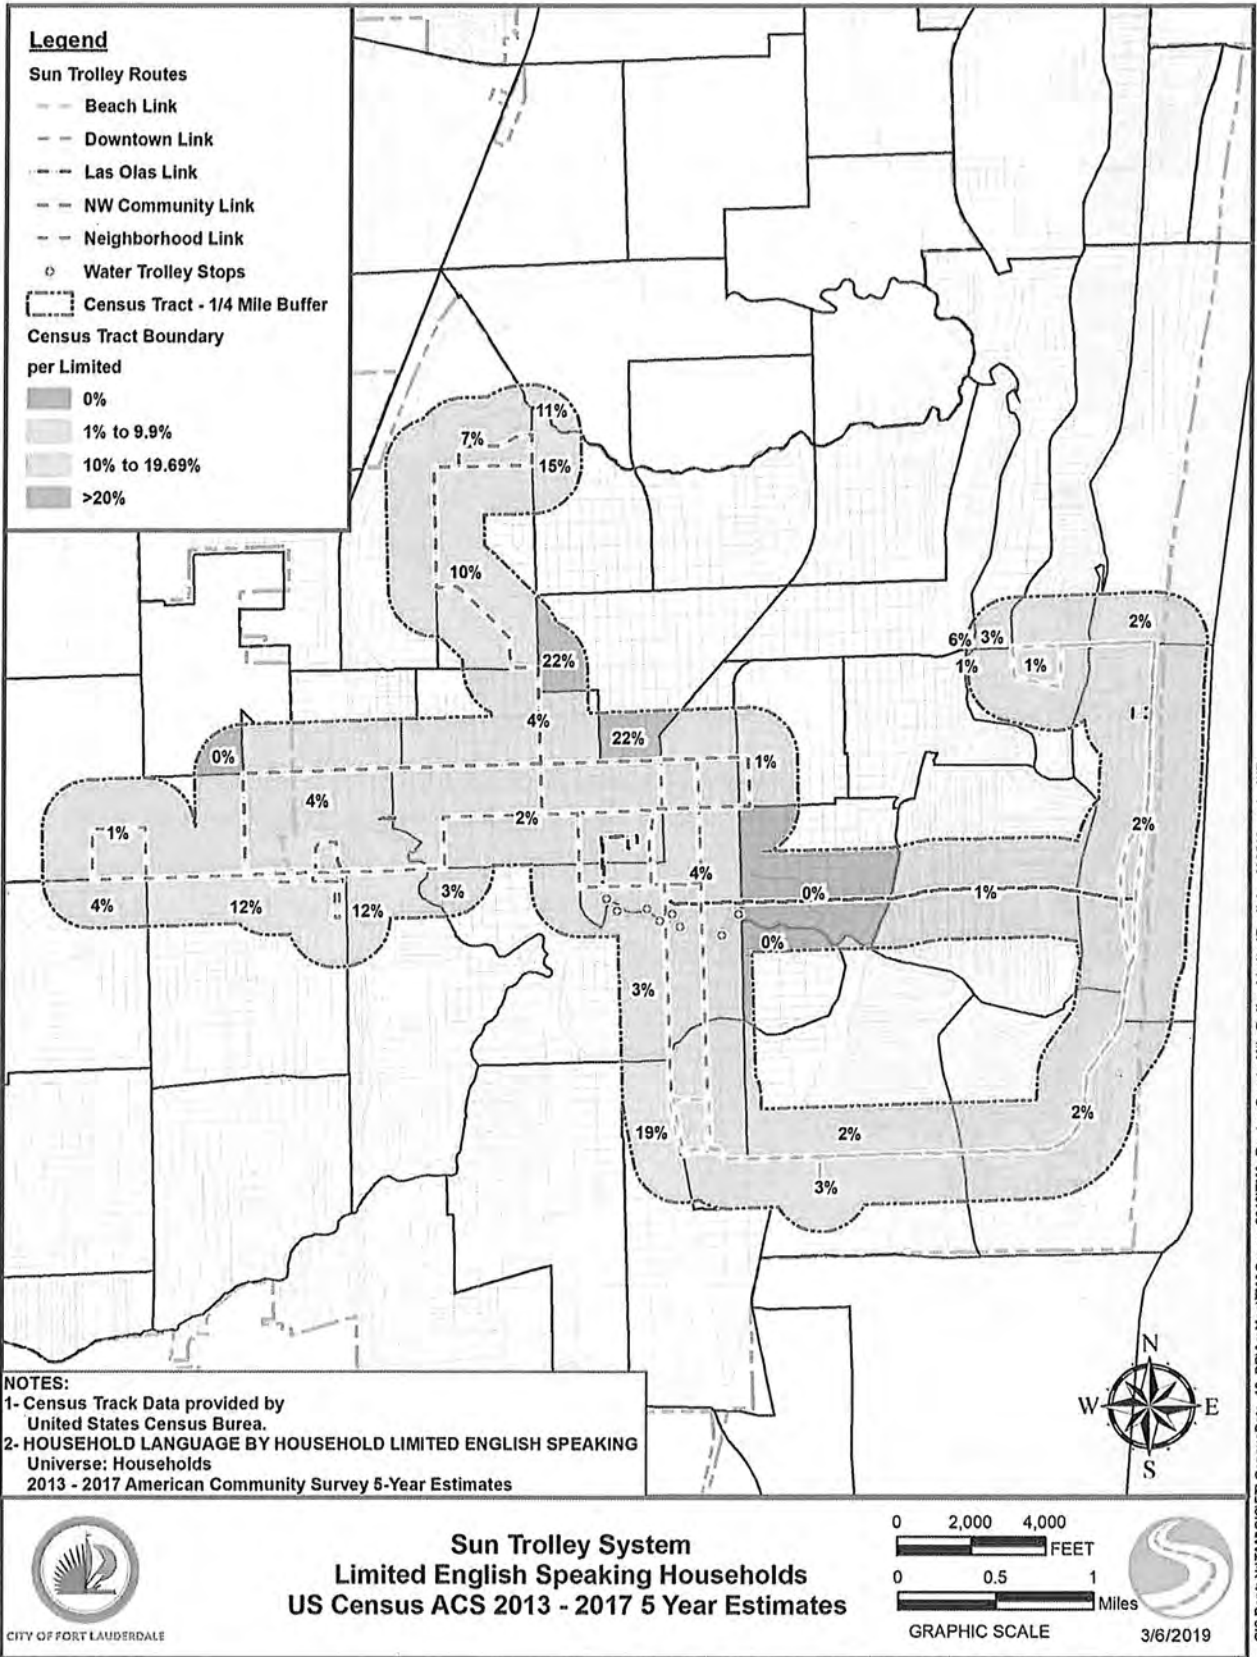 Legend
Sun Trolley Routes
Beach Link
Downtown Link
Las Olas Link
NW Community Link
Neighborhood Link
Water Trolley Stops
Census Tract - 1/4 Mile Buffer
Census Tract Boundary
per Limited
0%
1% to 9.9%
10% to 19.69%
>20%
11%
7%
15%
10%
22%
4%
22%
0%
1%
4%
2%
1%
4%
12%
12%
3%
4%
0%
1%
0%
3%
19%
2%
3%
2%
2%
6%
3%
2%
1%
1%
NOTES:
1- Census Track Data provided by
United States Census Burea.
2- HOUSEHOLD LANGUAGE BY HOUSEHOLD LIMITED ENGLISH SPEAKING
Universe: Households
2013 - 2017 American Community Survey 5-Year Estimates
N
W E
S
CITY OF FORT LAUDERDALE
Sun Trolley System
Limited English Speaking Households
US Census ACS 2013 - 2017 5 Year Estimates
0 2,000 4,000
FEET
0 0.5 1
Miles
GRAPHIC SCALE
3/6/2019